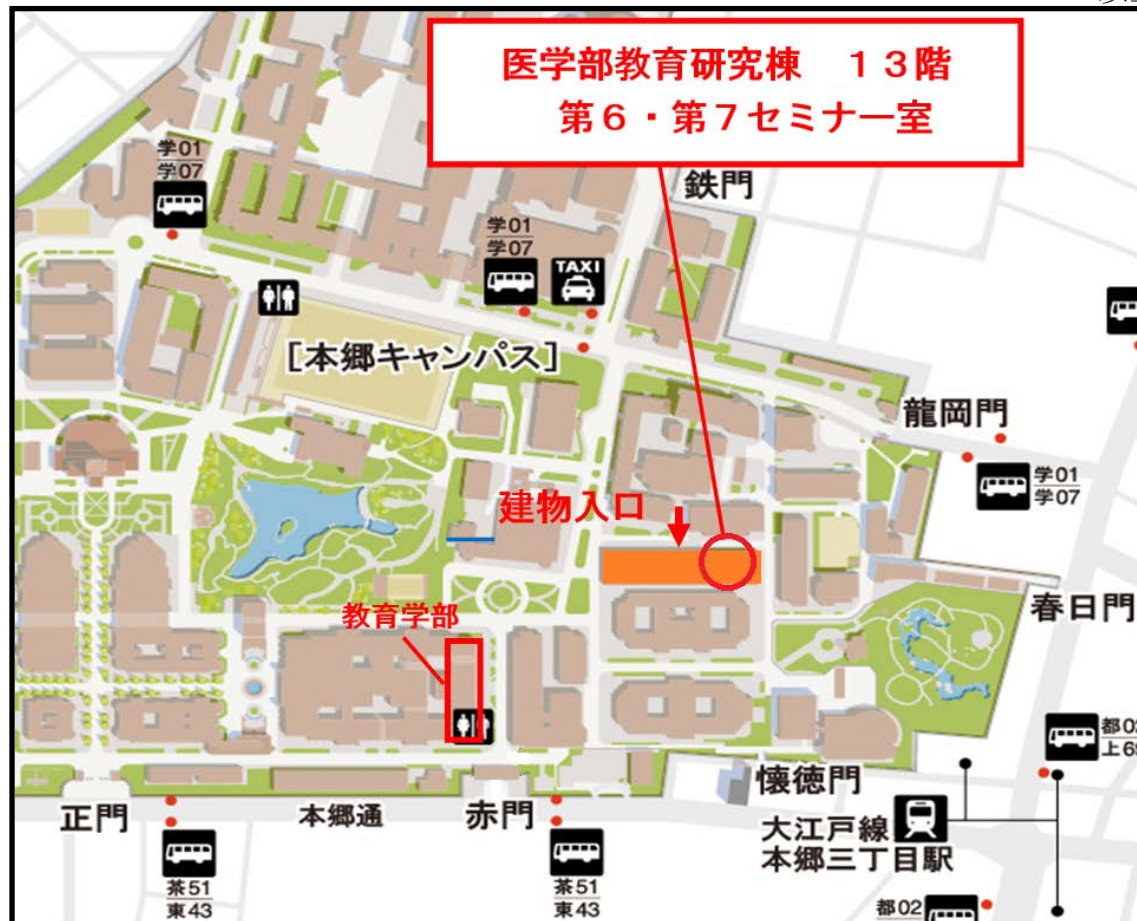 医学部教育研究棟　１３階
第６・第７セミナー室
学01
学07
鉄門
学01
学07
TAXI
[本郷キャンパス]
龍岡門
学01
学07
建物入口
春日門
教育学部
都02
正門
本郷通
赤門
懐徳門
大江戸線
本郷三丁目駅
茶51
東43
茶51
東43
都02